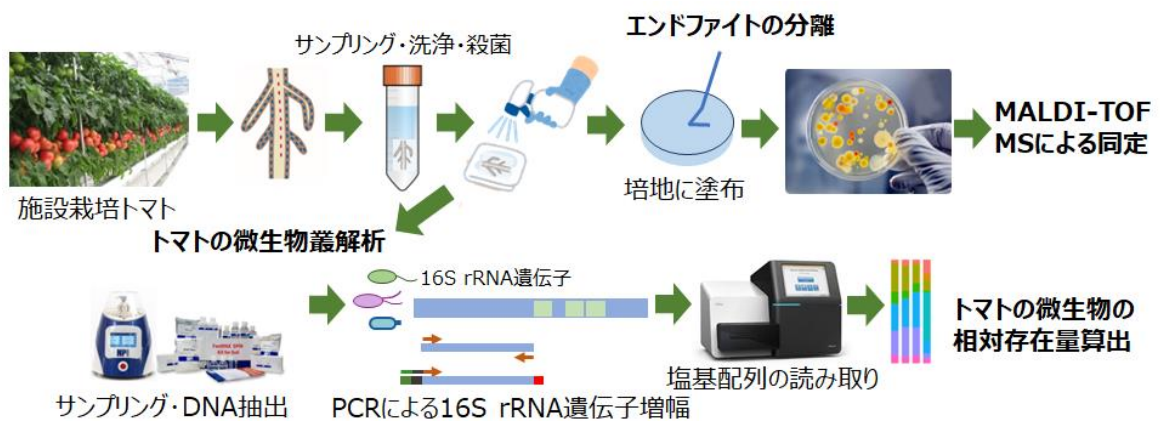 エンドファイトの分離
サンプリング・洗浄・殺菌
MALDI-TOF
MSによる同定
培地に塗布
施設栽培トマト
トマトの微生物叢解析
16S rRNA遺伝子
トマトの微生物の
相対存在量算出
塩基配列の読み取り
サンプリング・DNA抽出
PCRによる16S rRNA遺伝子増幅